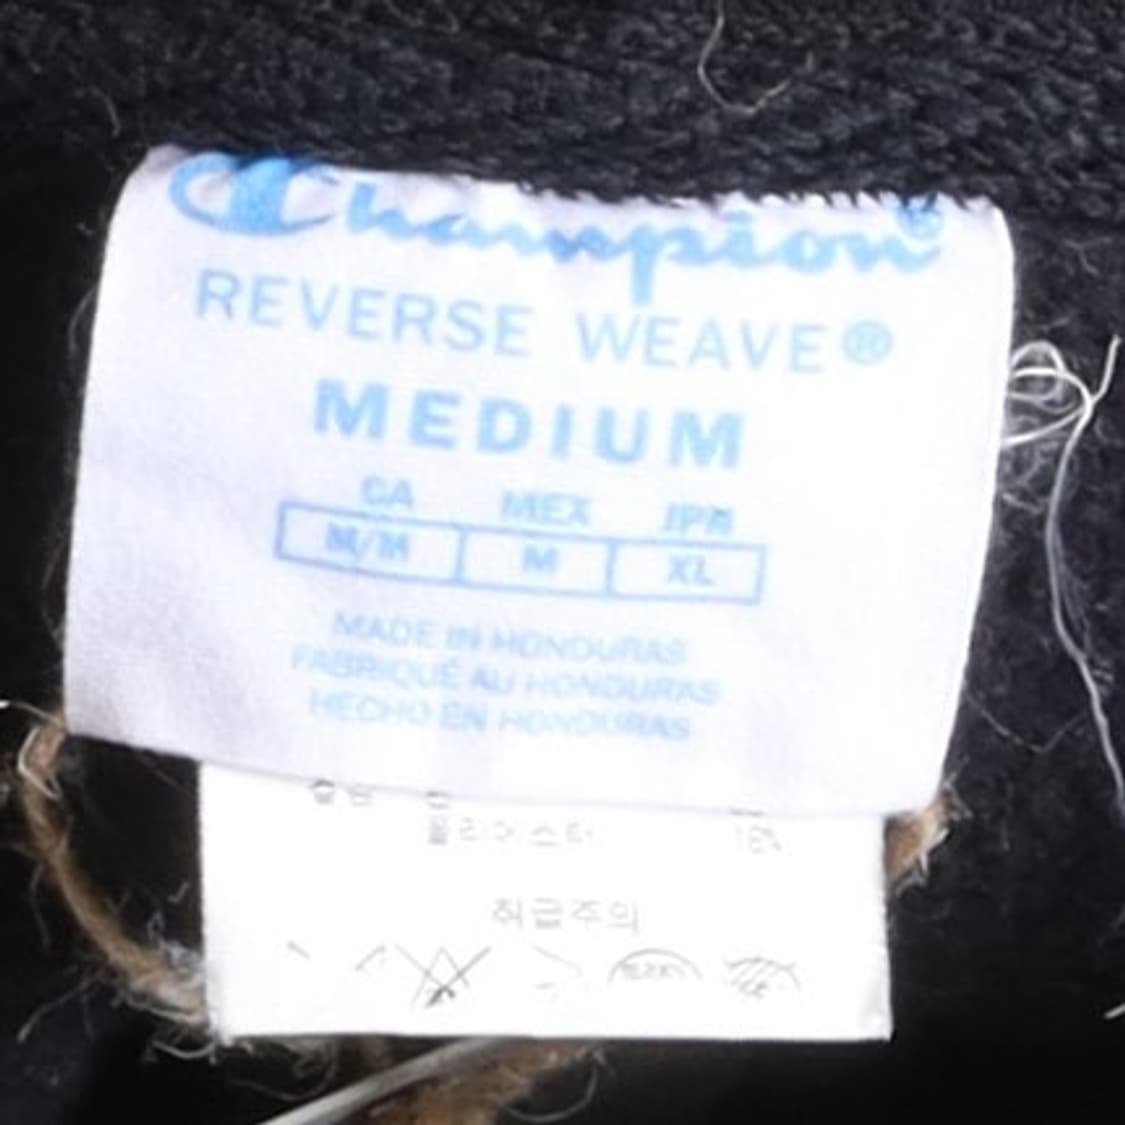 Champion®
REVERSE WEAVE®
MEDIUM
CA MEX JPN
M/M M XL
MADE IN HONDURAS
FABRIQUÉ AU HONDURAS
HECHO EN HONDURAS
폴리에스터
취급주의